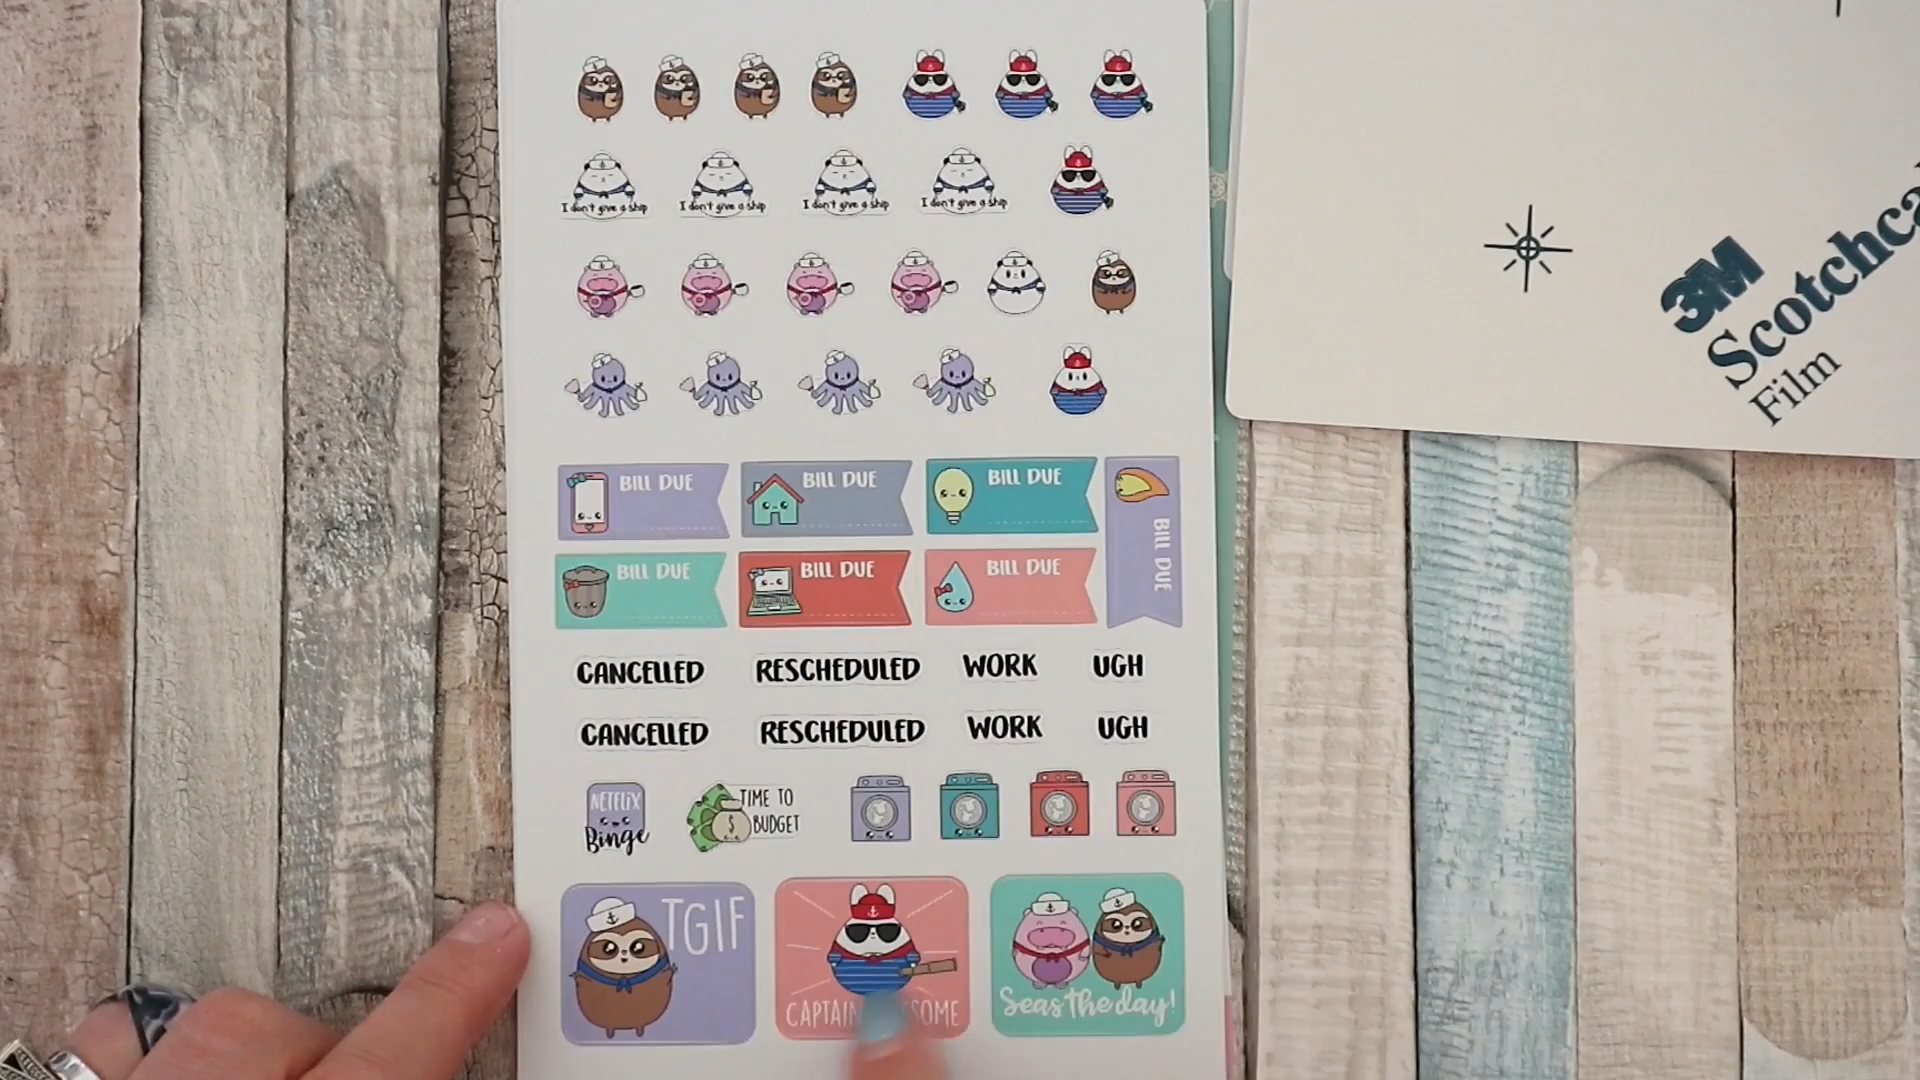 I don't give a ship
I don't give a ship
I don't give a ship
I don't give a ship
BILL DUE
BILL DUE
BILL DUE
BILL DUE
BILL DUE
BILL DUE
BILL DUE
CANCELLED RESCHEDULED WORK UGH
CANCELLED RESCHEDULED WORK UGH
NETFLIX
Binge
TIME TO
BUDGET
TGIF
CAPTAIN
Seas the day!
3M
Film